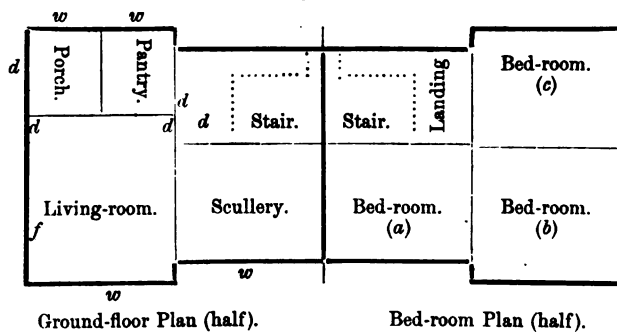 w w
d Porch. Pantry. d d Stair. Stair. Landing Bed-room.
(c)
d d
Living-room. Scullery. Bed-room. Bed-room.
(a) (b)
f
w
w
Ground-floor Plan (half). Bed-room Plan (half).